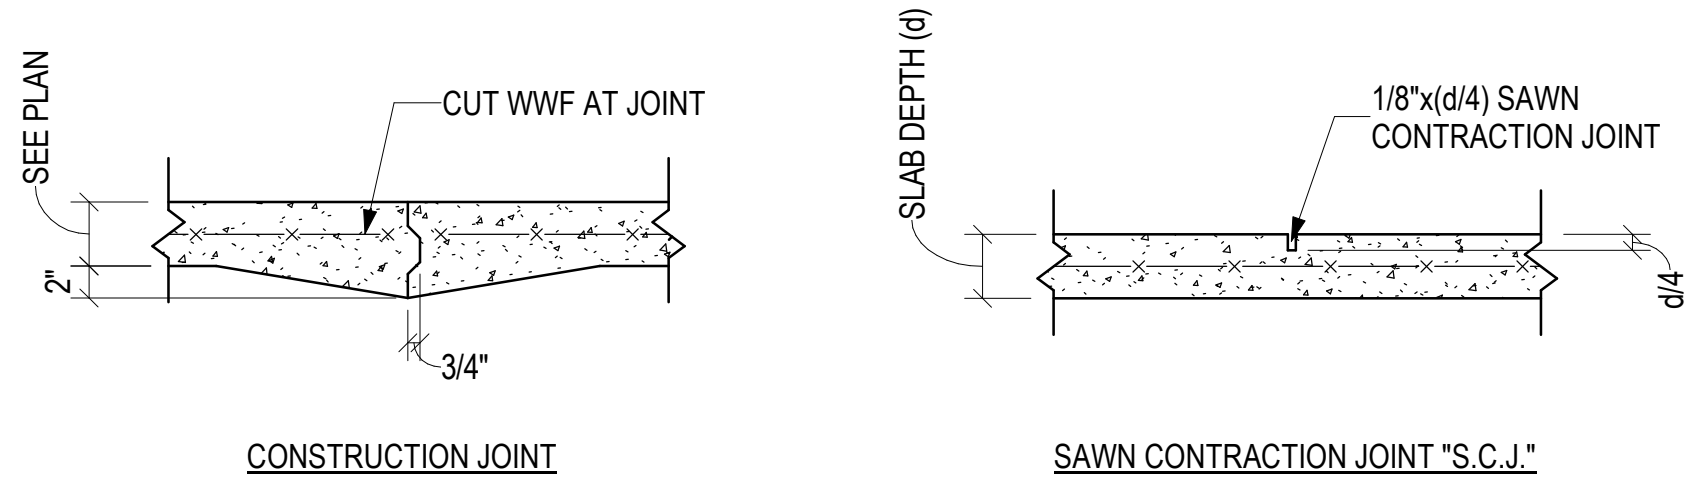 SEE PLAN
2"
CUT WWF AT JOINT
3/4"
CONSTRUCTION JOINT
SLAB DEPTH (d)
1/8"x(d/4) SAWN
CONTRACTION JOINT
d/4
SAWN CONTRACTION JOINT "S.C.J."